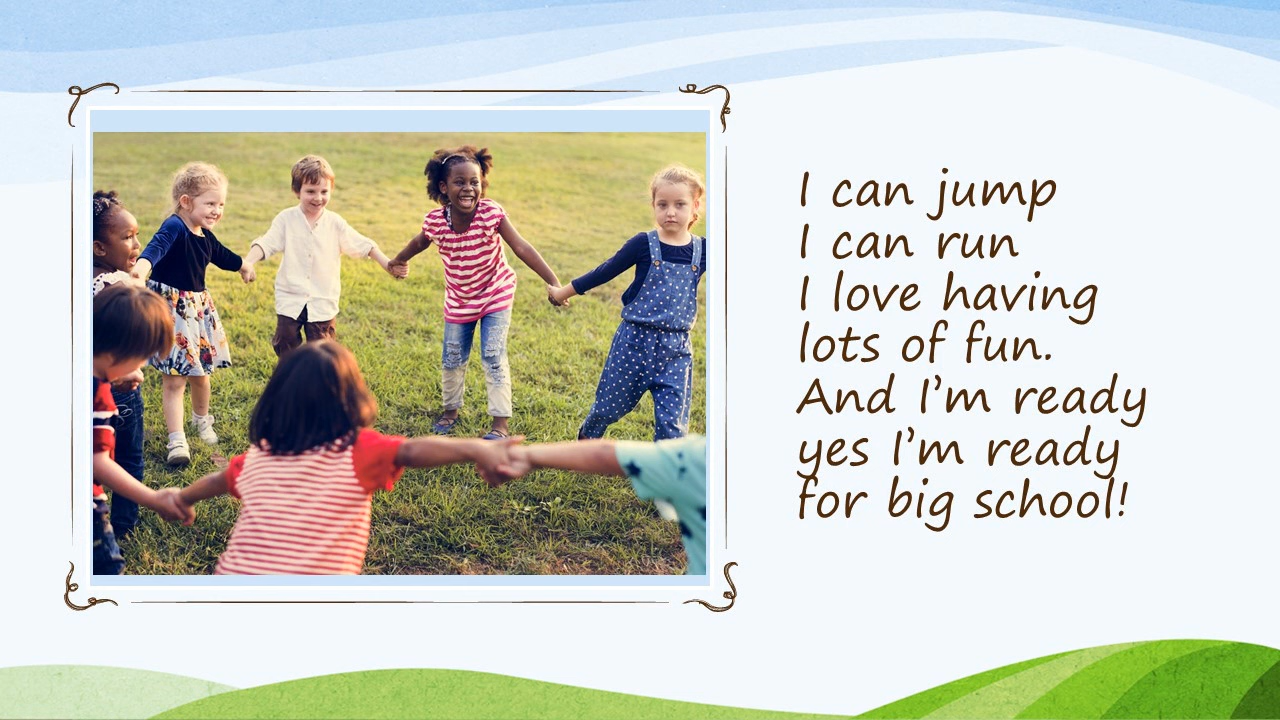 I can jump
I can run
I love having
lots of fun.
And I’m ready
yes I’m ready
for big school!